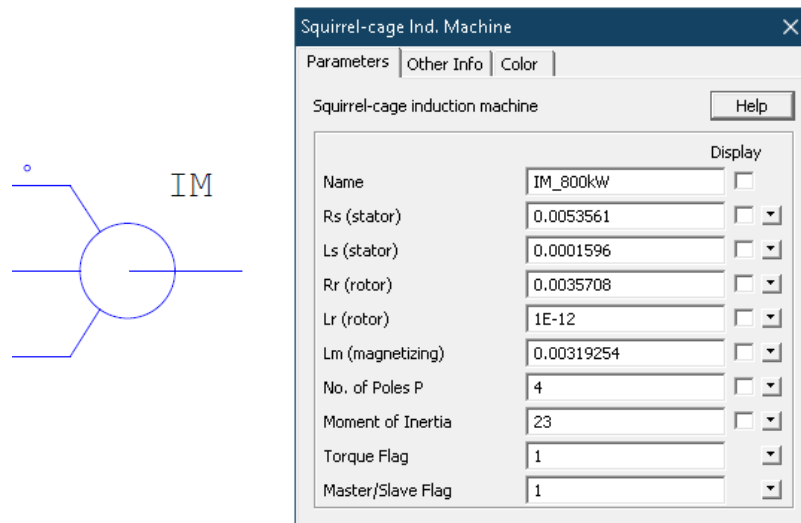 IM
Squirrel-cage Ind. Machine
Parameters Other Info Color
Squirrel-cage induction machine Help
Display
Name IM_800kW
Rs (stator) 0.0053561
Ls (stator) 0.0001596
Rr (rotor) 0.0035708
Lr (rotor) 1E-12
Lm (magnetizing) 0.00319254
No. of Poles P 4
Moment of Inertia 23
Torque Flag 1
Master/Slave Flag 1